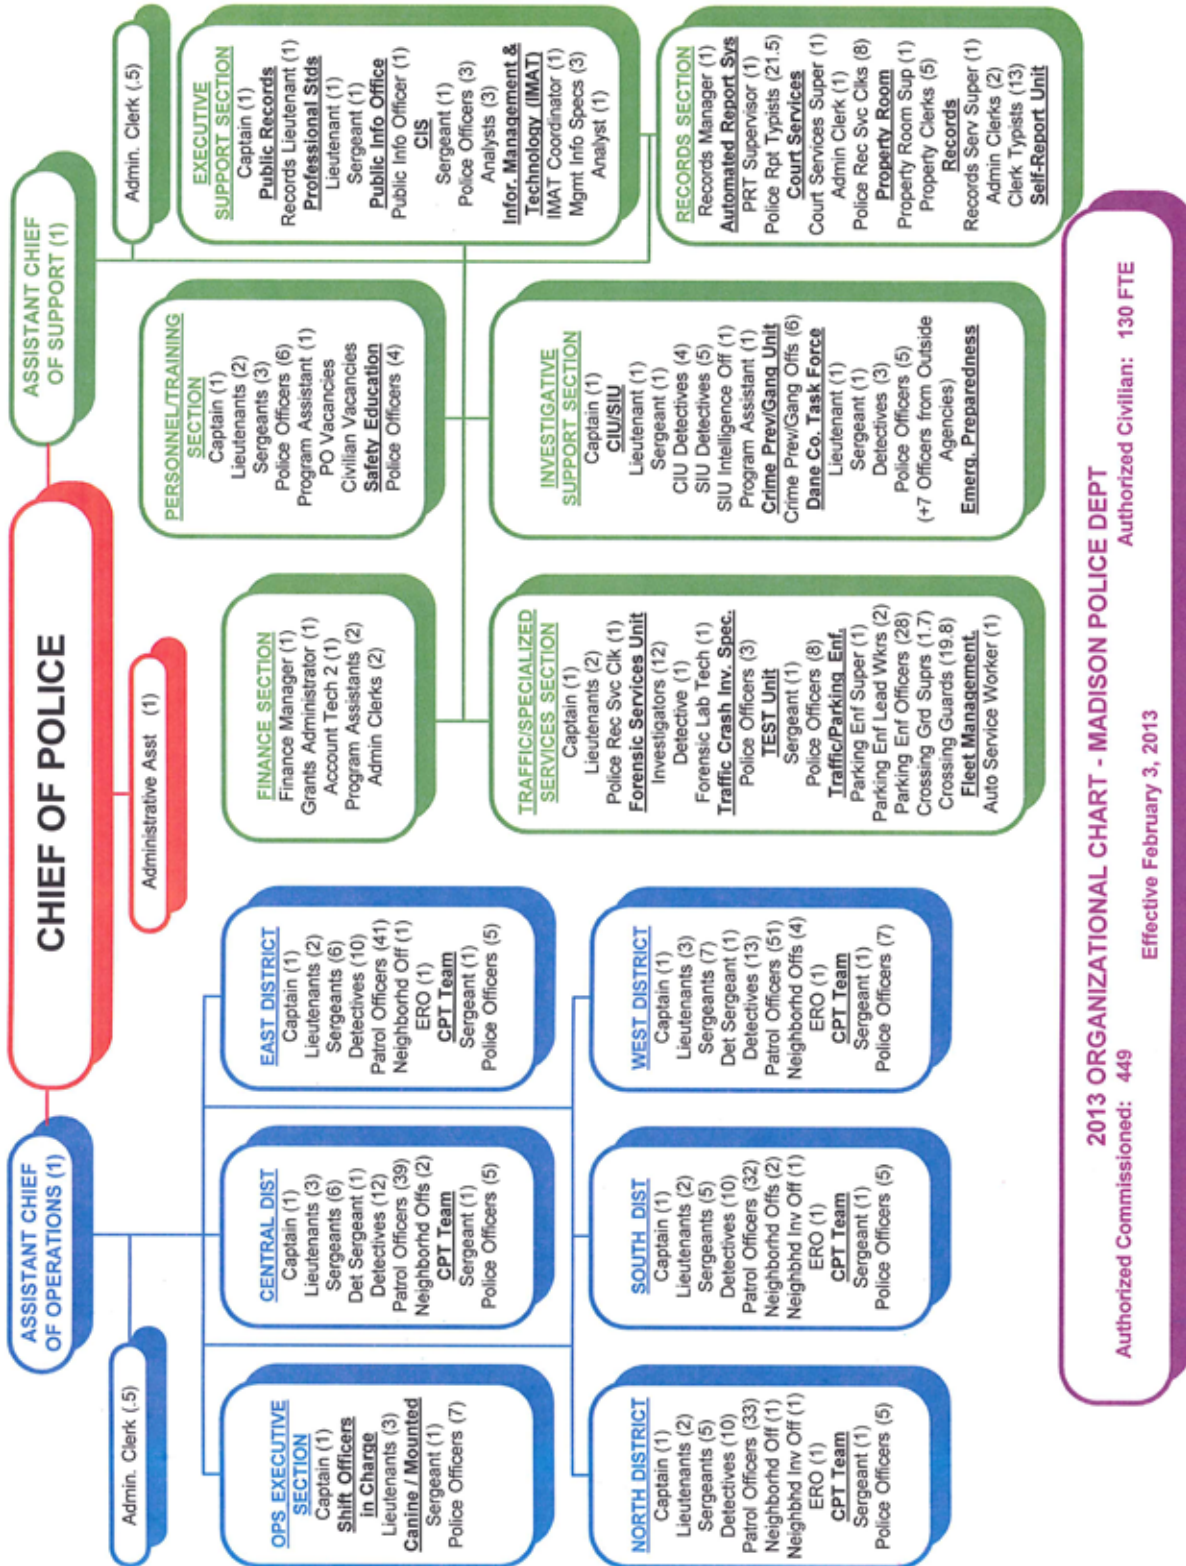 CHIEF OF POLICE
Administrative Asst (1)
ASSISTANT CHIEF
OF OPERATIONS (1)
Admin. Clerk (.5)
OPS EXECUTIVE
SECTION
Captain (1)
Shift Officers
in Charge
Lieutenants (3)
Canine / Mounted
Sergeant (1)
Police Officers (7)
CENTRAL DIST
Captain (1)
Lieutenants (3)
Sergeants (6)
Det Sergeant (1)
Detectives (12)
Patrol Officers (39)
Neighborhd Offs (2)
CPT Team
Sergeant (1)
Police Officers (5)
EAST DISTRICT
Captain (1)
Lieutenants (2)
Sergeants (6)
Detectives (10)
Patrol Officers (41)
Neighborhd Off (1)
ERO (1)
CPT Team
Sergeant (1)
Police Officers (5)
NORTH DISTRICT
Captain (1)
Lieutenants (2)
Sergeants (5)
Detectives (10)
Patrol Officers (33)
Neighborhd Off (1)
Neighbhd Inv Off (1)
ERO (1)
CPT Team
Sergeant (1)
Police Officers (5)
SOUTH DIST
Captain (1)
Lieutenants (2)
Sergeants (5)
Detectives (10)
Patrol Officers (32)
Neighborhd Offs (2)
Neighbhd Inv Off (1)
ERO (1)
CPT Team
Sergeant (1)
Police Officers (5)
WEST DISTRICT
Captain (1)
Lieutenants (3)
Sergeants (7)
Det Sergeant (1)
Detectives (13)
Patrol Officers (51)
Neighborhd Offs (4)
ERO (1)
CPT Team
Sergeant (1)
Police Officers (7)
ASSISTANT CHIEF
OF SUPPORT (1)
Admin. Clerk (.5)
FINANCE SECTION
Finance Manager (1)
Grants Administrator (1)
Account Tech 2 (1)
Program Assistants (2)
Admin Clerks (2)
PERSONNEL/TRAINING
SECTION
Captain (1)
Lieutenants (2)
Sergeants (3)
Police Officers (6)
Program Assistant (1)
PO Vacancies
Civilian Vacancies
Safety Education
Police Officers (4)
EXECUTIVE
SUPPORT SECTION
Captain (1)
Public Records
Records Lieutenant (1)
Professional Stds
Lieutenant (1)
Sergeant (1)
Public Info Office
Public Info Officer (1)
CIS
Sergeant (1)
Police Officers (3)
Analysts (3)
Infor. Management &
Technology (IMAT)
IMAT Coordinator (1)
Mgmt Info Specs (3)
Analyst (1)
TRAFFIC/SPECIALIZED
SERVICES SECTION
Captain (1)
Lieutenants (2)
Police Rec Svc Clk (1)
Forensic Services Unit
Investigators (12)
Detective (1)
Forensic Lab Tech (1)
Traffic Crash Inv. Spec.
Police Officers (3)
TEST Unit
Sergeant (1)
Police Officers (8)
Traffic/Parking Enf.
Parking Enf Super (1)
Parking Enf Lead Wkrs (2)
Parking Enf Officers (28)
Crossing Grd Suprs (1.7)
Crossing Guards (19.8)
Fleet Management.
Auto Service Worker (1)
INVESTIGATIVE
SUPPORT SECTION
Captain (1)
CIU/SIU
Lieutenant (1)
Sergeant (1)
CIU Detectives (4)
SIU Detectives (5)
SIU Intelligence Off (1)
Program Assistant (1)
Crime Prev/Gang Unit
Crime Prev/Gang Offs (6)
Dane Co. Task Force
Lieutenant (1)
Sergeant (1)
Detectives (3)
Police Officers (5)
(+7 Officers from Outside
Agencies)
Emerg. Preparedness
RECORDS SECTION
Records Manager (1)
Automated Report Sys
PRT Supervisor (1)
Police Rpt Typists (21.5)
Court Services
Court Services Super (1)
Admin Clerk (1)
Police Rec Svc Clks (8)
Property Room
Property Room Sup (1)
Property Clerks (5)
Records
Records Serv Super (1)
Admin Clerks (2)
Clerk Typists (13)
Self-Report Unit
2013 ORGANIZATIONAL CHART - MADISON POLICE DEPT
Authorized Commissioned: 449 Authorized Civilian: 130 FTE
Effective February 3, 2013